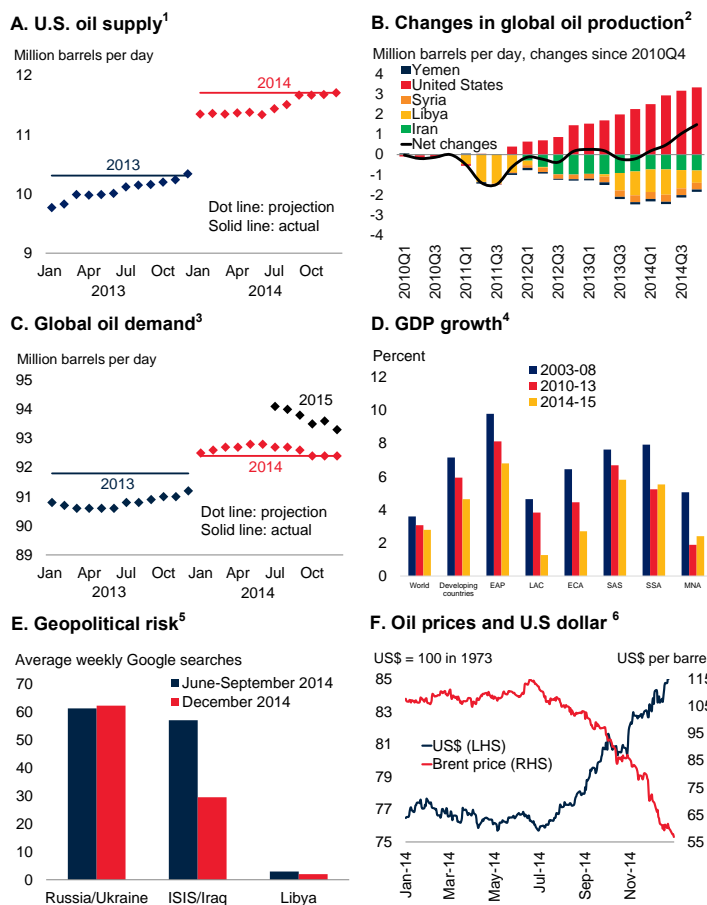 A. U.S. oil supply1
Million barrels per day
12
11
10
9
2014
2013
Dot line: projection
Solid line: actual
Jan Apr Jul Oct Jan Apr Jul Oct
2013 2014
B. Changes in global oil production2
Million barrels per day, changes since 2010Q4
4
3
2
1
0
-1
-2
-3
-4
Yemen
United States
Syria
Libya
Iran
Net changes
2010Q1 2010Q3 2011Q1 2011Q3 2012Q1 2012Q3 2013Q1 2013Q3 2014Q1 2014Q3
C. Global oil demand3
Million barrels per day
95
94
93
92
91
90
89
2015
2014
2013
Dot line: projection
Solid line: actual
Jan Apr Jul Oct Jan Apr Jul Oct
2013 2014
D. GDP growth4
Percent
12
10
8
6
4
2
0
2003-08
2010-13
2014-15
World Developing countries EAP LAC ECA SAS SSA MNA
E. Geopolitical risk5
Average weekly Google searches
70
60
50
40
30
20
10
0
June-September 2014
December 2014
Russia/Ukraine ISIS/Iraq Libya
F. Oil prices and U.S dollar 6
US$ = 100 in 1973 US$ per barre
85
83
81
79
77
75
US$ (LHS)
Brent price (RHS)
115
105
95
85
75
65
55
Jan-14 Mar-14 May-14 Jul-14 Sep-14 Nov-14